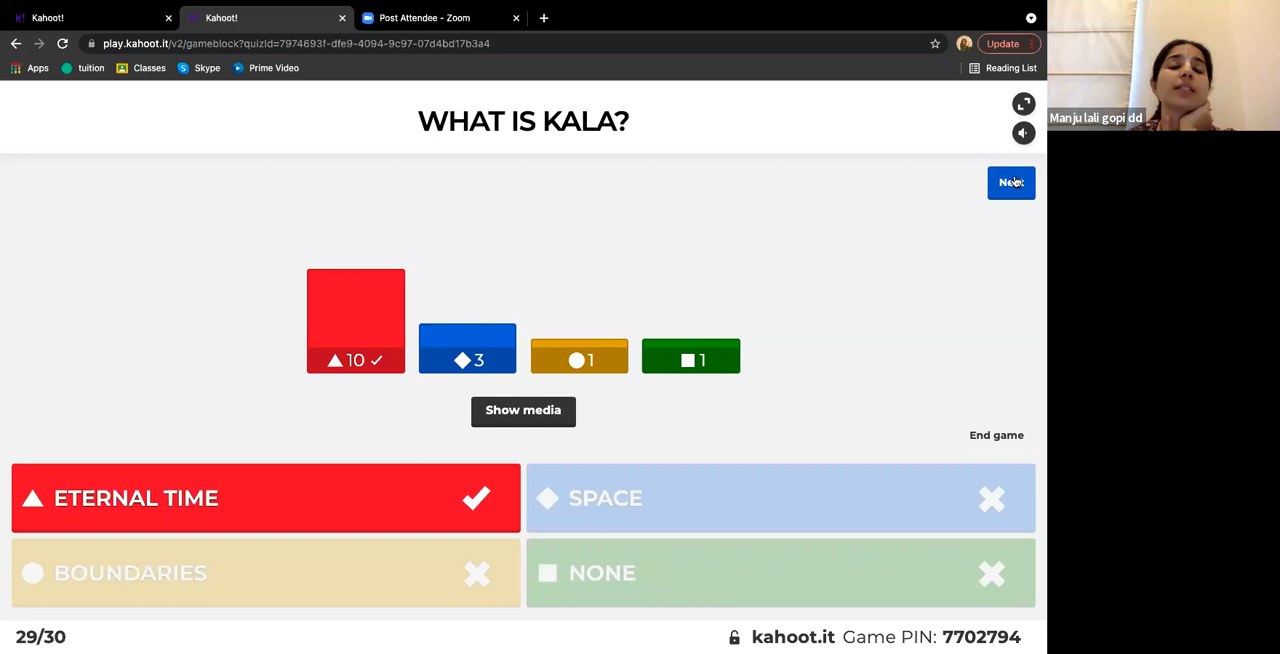 Kahoot!
Kahoot!
Post Attendee - Zoom
play.kahoot.it/v2/gameblock?quizId=7974693f-dfe9-4094-9c97-07d4bd17b3a4
Update
Apps
tuition
Classes
Skype
Prime Video
Reading List
WHAT IS KALA?
Manju lali gopi dd
Next
10
3
1
1
Show media
End game
ETERNAL TIME
SPACE
BOUNDARIES
NONE
29/30
kahoot.it Game PIN: 7702794